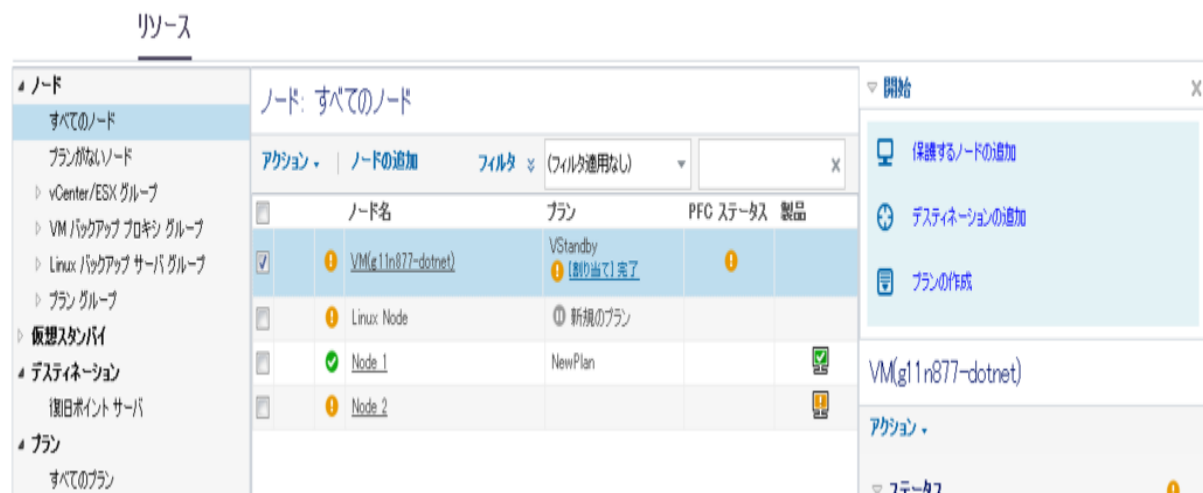 リソース
ノード
すべてのノード
プランがないノード
vCenter/ESX グループ
VM バックアップ プロキシ グループ
Linux バックアップ サーバ グループ
プラン グループ
仮想スタンバイ
デスティネーション
復旧ポイント サーバ
プラン
すべてのプラン
ノード: すべてのノード
アクション | ノードの追加 フィルタ (フィルタ適用なし)
ノード名 プラン PFC ステータス 製品
VM(g11n877-dotnet) VStandby
[割り当て] 完了
Linux Node 新規のプラン
Node 1 NewPlan
Node 2
開始
保護するノードの追加
デスティネーションの追加
プランの作成
VM(g11n877-dotnet)
アクション
ステータス